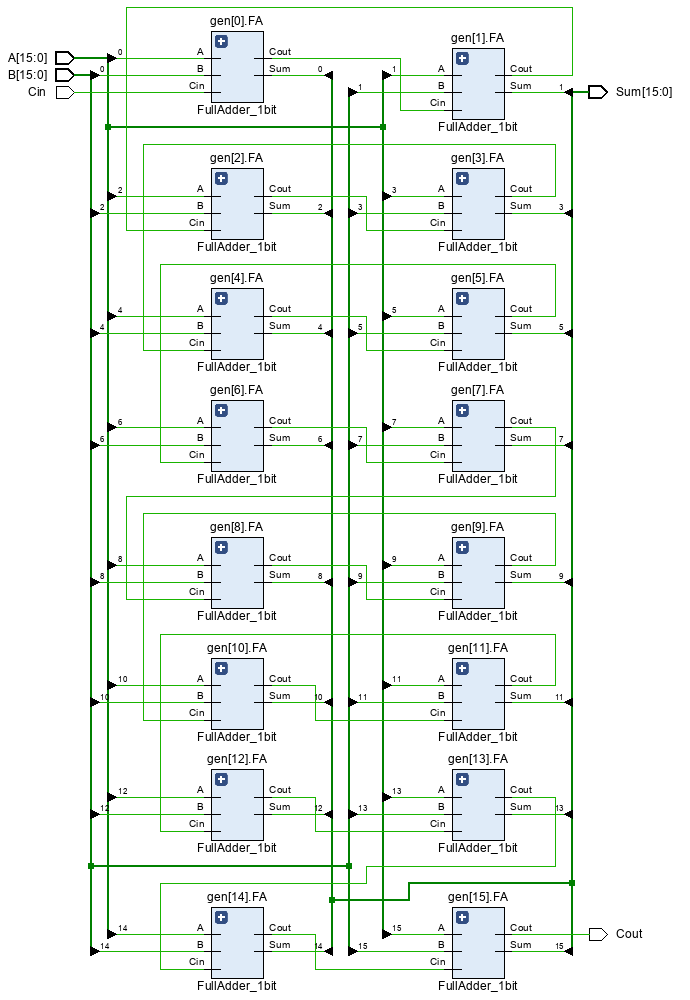 gen[0].FA
gen[1].FA
A[15:0] 0 A Cout
B[15:0] 0 B Sum 0 1 A Cout
Cin Cin 1 B Sum 1 Sum[15:0]
FullAdder_1bit Cin
FullAdder_1bit
gen[2].FA gen[3].FA
2 A Cout 3 A Cout
2 B Sum 2 3 B Sum 3
Cin Cin
FullAdder_1bit FullAdder_1bit
gen[4].FA gen[5].FA
4 A Cout 5 A Cout
4 B Sum 4 5 B Sum 5
Cin Cin
FullAdder_1bit FullAdder_1bit
gen[6].FA gen[7].FA
6 A Cout 7 A Cout
6 B Sum 6 7 B Sum 7
Cin Cin
FullAdder_1bit FullAdder_1bit
gen[8].FA gen[9].FA
8 A Cout 9 A Cout
8 B Sum 8 9 B Sum 9
Cin Cin
FullAdder_1bit FullAdder_1bit
gen[10].FA gen[11].FA
10 A Cout 11 A Cout
10 B Sum 10 11 B Sum 11
Cin Cin
FullAdder_1bit FullAdder_1bit
gen[12].FA gen[13].FA
12 A Cout 13 A Cout
12 B Sum 12 13 B Sum 13
Cin Cin
FullAdder_1bit FullAdder_1bit
gen[14].FA gen[15].FA
14 A Cout 15 A Cout Cout
14 B Sum 14 15 B Sum 15
Cin Cin
FullAdder_1bit FullAdder_1bit